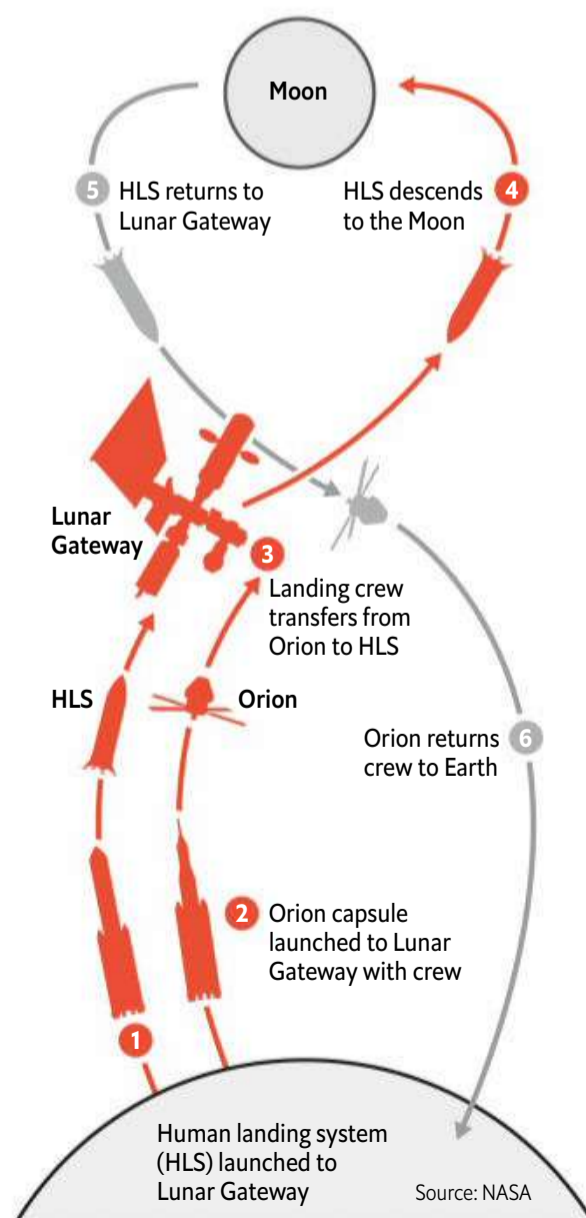 Moon
5 HLS returns to
Lunar Gateway
HLS descends 4
to the Moon
Lunar
Gateway
3
Landing crew
transfers from
Orion to HLS
HLS
Orion
Orion returns 6
crew to Earth
2 Orion capsule
launched to Lunar
Gateway with crew
1
Human landing system
(HLS) launched to
Lunar Gateway
Source: NASA